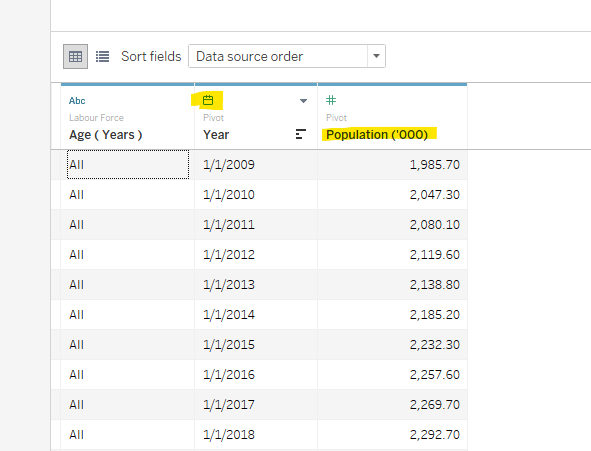 Sort fields Data source order
Abc #
Labour Force Pivot Pivot
Age ( Years ) Year Population ('000)
All 1/1/2009 1,985.70
All 1/1/2010 2,047.30
All 1/1/2011 2,080.10
All 1/1/2012 2,119.60
All 1/1/2013 2,138.80
All 1/1/2014 2,185.20
All 1/1/2015 2,232.30
All 1/1/2016 2,257.60
All 1/1/2017 2,269.70
All 1/1/2018 2,292.70